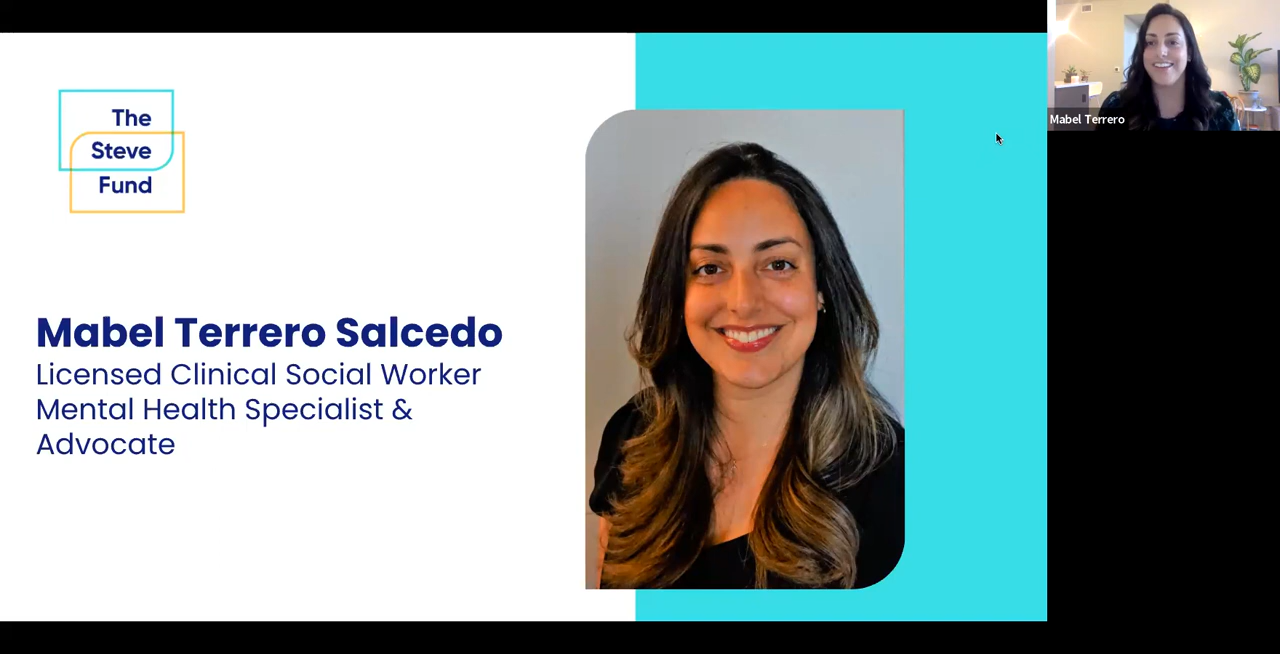 The
Steve
Fund
Mabel Terrero Salcedo
Licensed Clinical Social Worker
Mental Health Specialist &
Advocate
Mabel Terrero